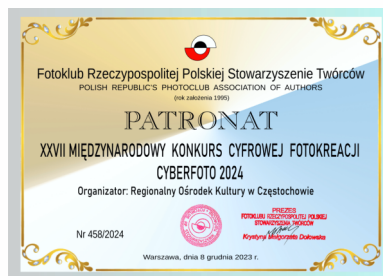 Fotoklub Rzeczypospolitej Polskiej Stowarzyszenie Twórców
POLISH REPUBLIC'S PHOTOCLUB ASSOCIATION OF AUTHORS
(rok założenia 1995)
PATRONAT
XXVII MIĘDZYNARODOWY KONKURS CYFROWEJ FOTOKREACJI
CYBERFOTO 2024
Organizator: Regionalny Ośrodek Kultury w Częstochowie
PREZES
FOTOKLUBU RZECZYPOSPOLITEJ POLSKIEJ
STOWARZYSZENIA TWÓRCÓW
Krystyna Małgorzata Dołowska
Nr 458/2024
Warszawa, dnia 8 grudnia 2023 r.